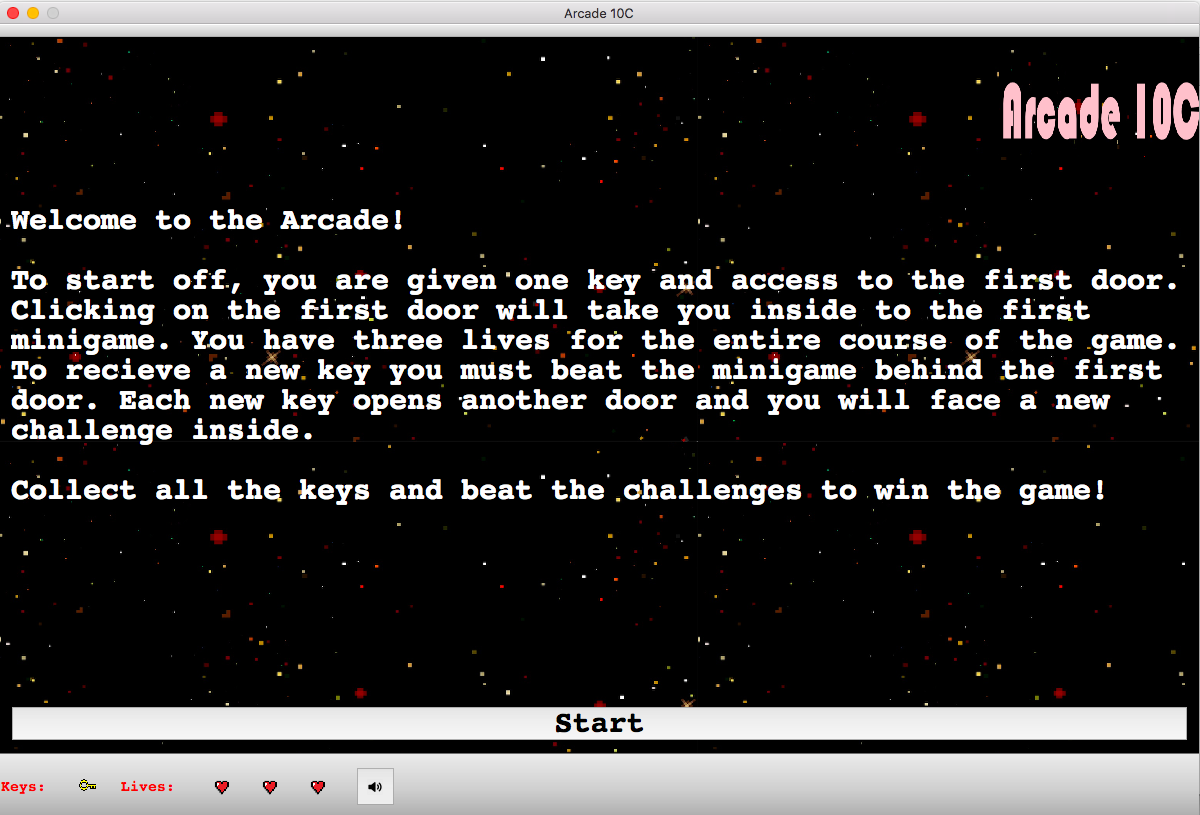 Arcade 10C
Arcade 10C
Welcome to the Arcade!
To start off, you are given one key and access to the first door.
Clicking on the first door will take you inside to the first
minigame. You have three lives for the entire course of the game.
To recieve a new key you must beat the minigame behind the first
door. Each new key opens another door and you will face a new
challenge inside.
Collect all the keys and beat the challenges to win the game!
Start
Keys: Lives: